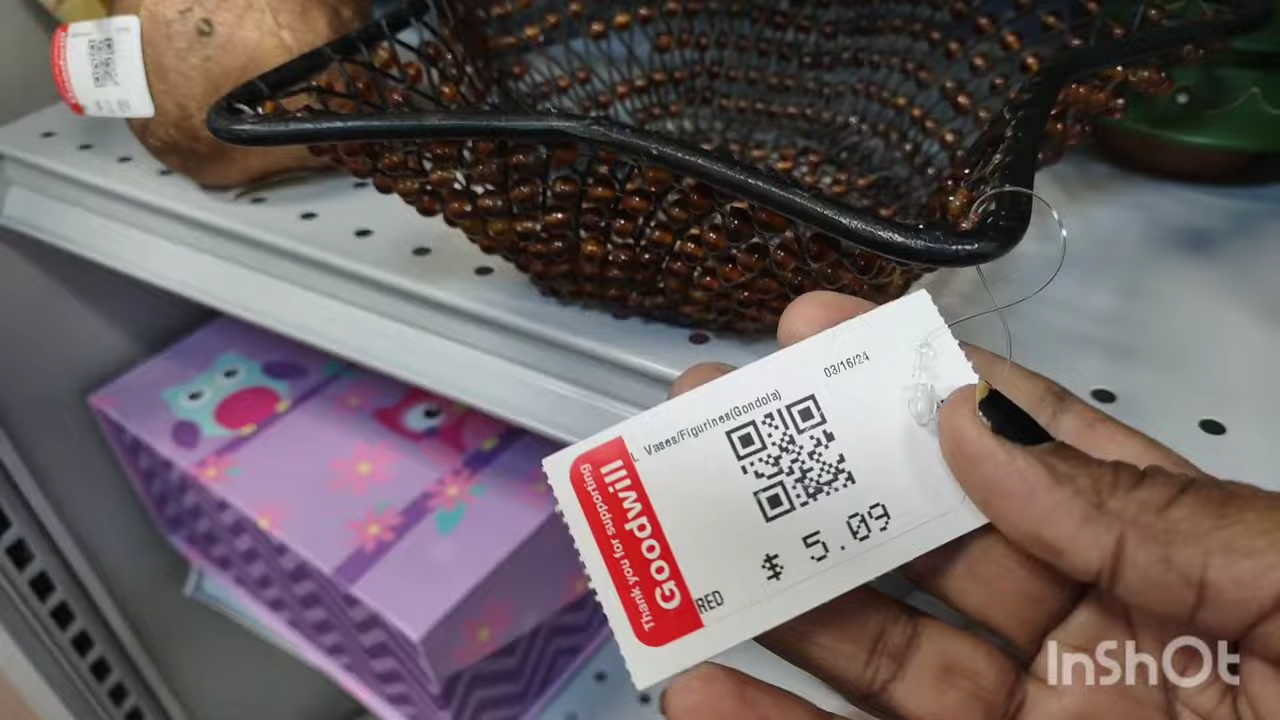 03/16/24
L Vases/Figurines(Gondola)
$ 5.09
RED
Thank you for supporting
Goodwill
InShOt